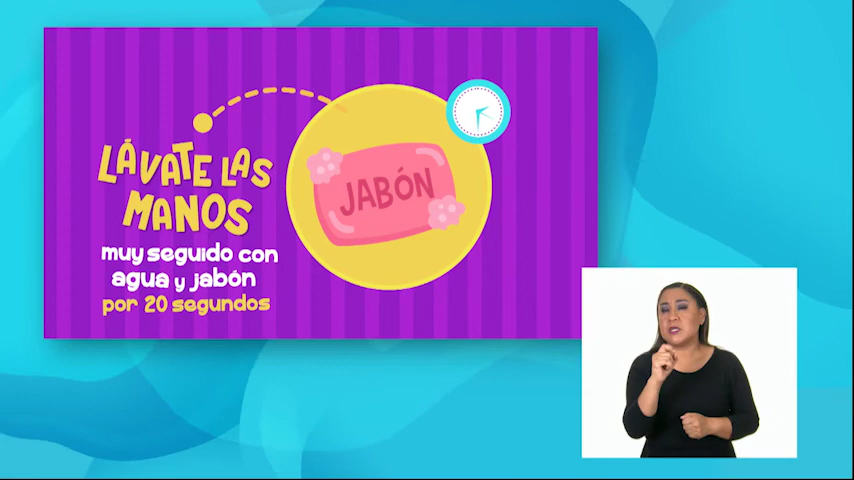 LÁVATE LAS
MANOS
muy seguido con
agua y jabón
por 20 segundos
JABÓN